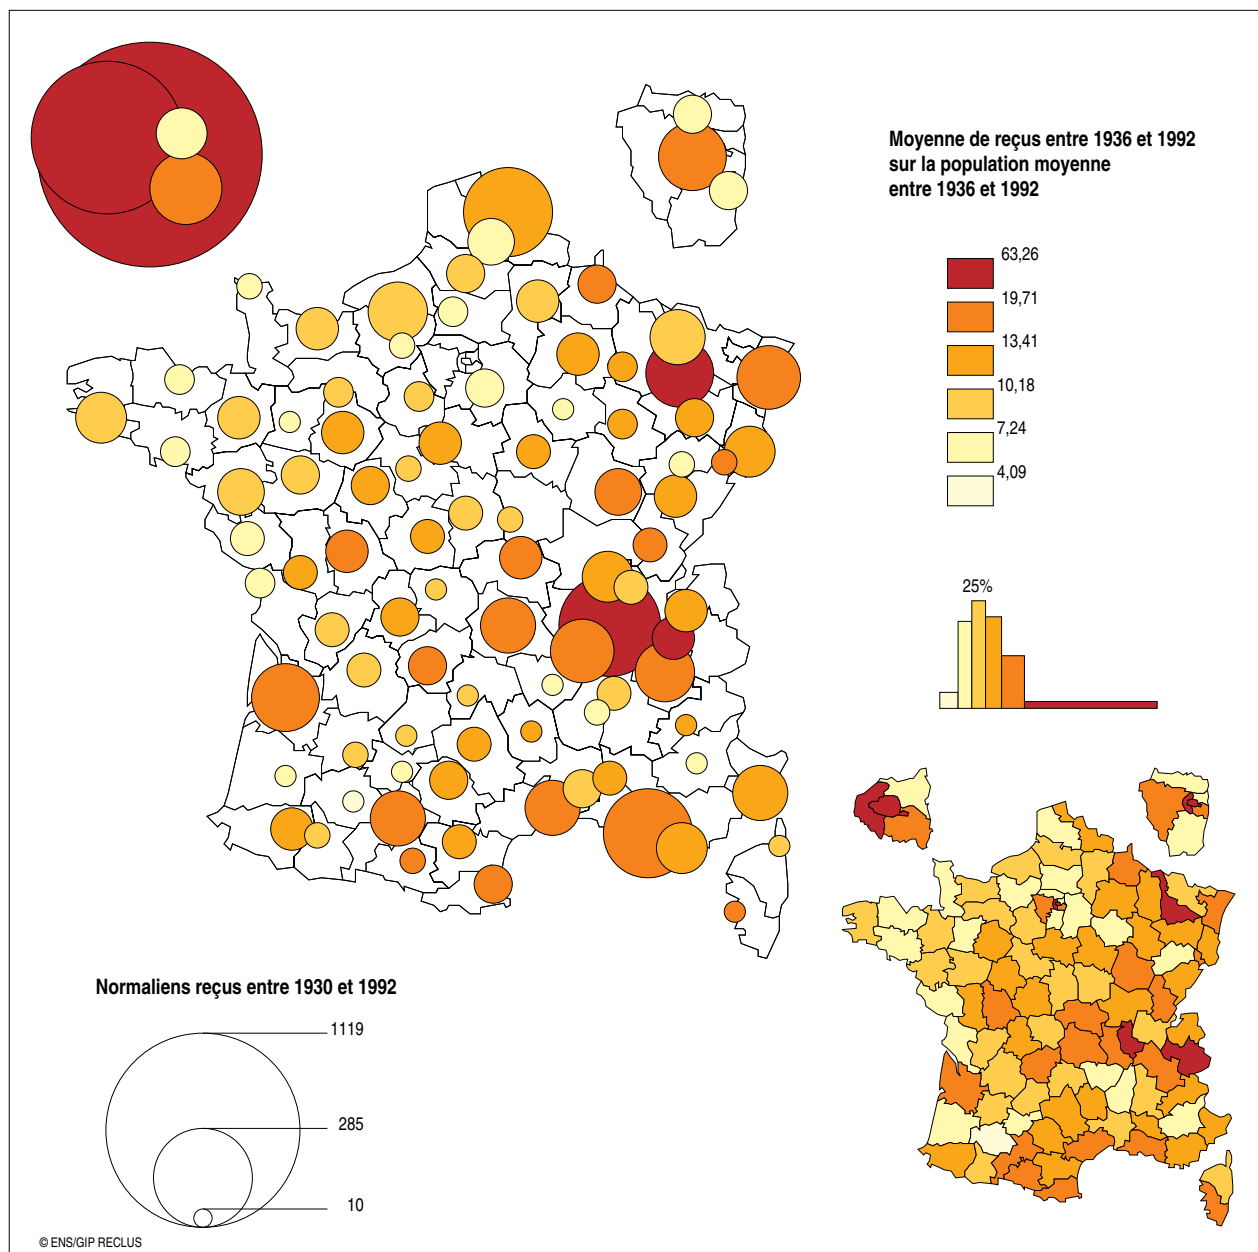 Moyenne de reçus entre 1936 et 1992
sur la population moyenne
entre 1936 et 1992
63,26
19,71
13,41
10,18
7,24
4,09
25%
Normaliens reçus entre 1930 et 1992
1119
285
10
© ENS/GIP RECLUS